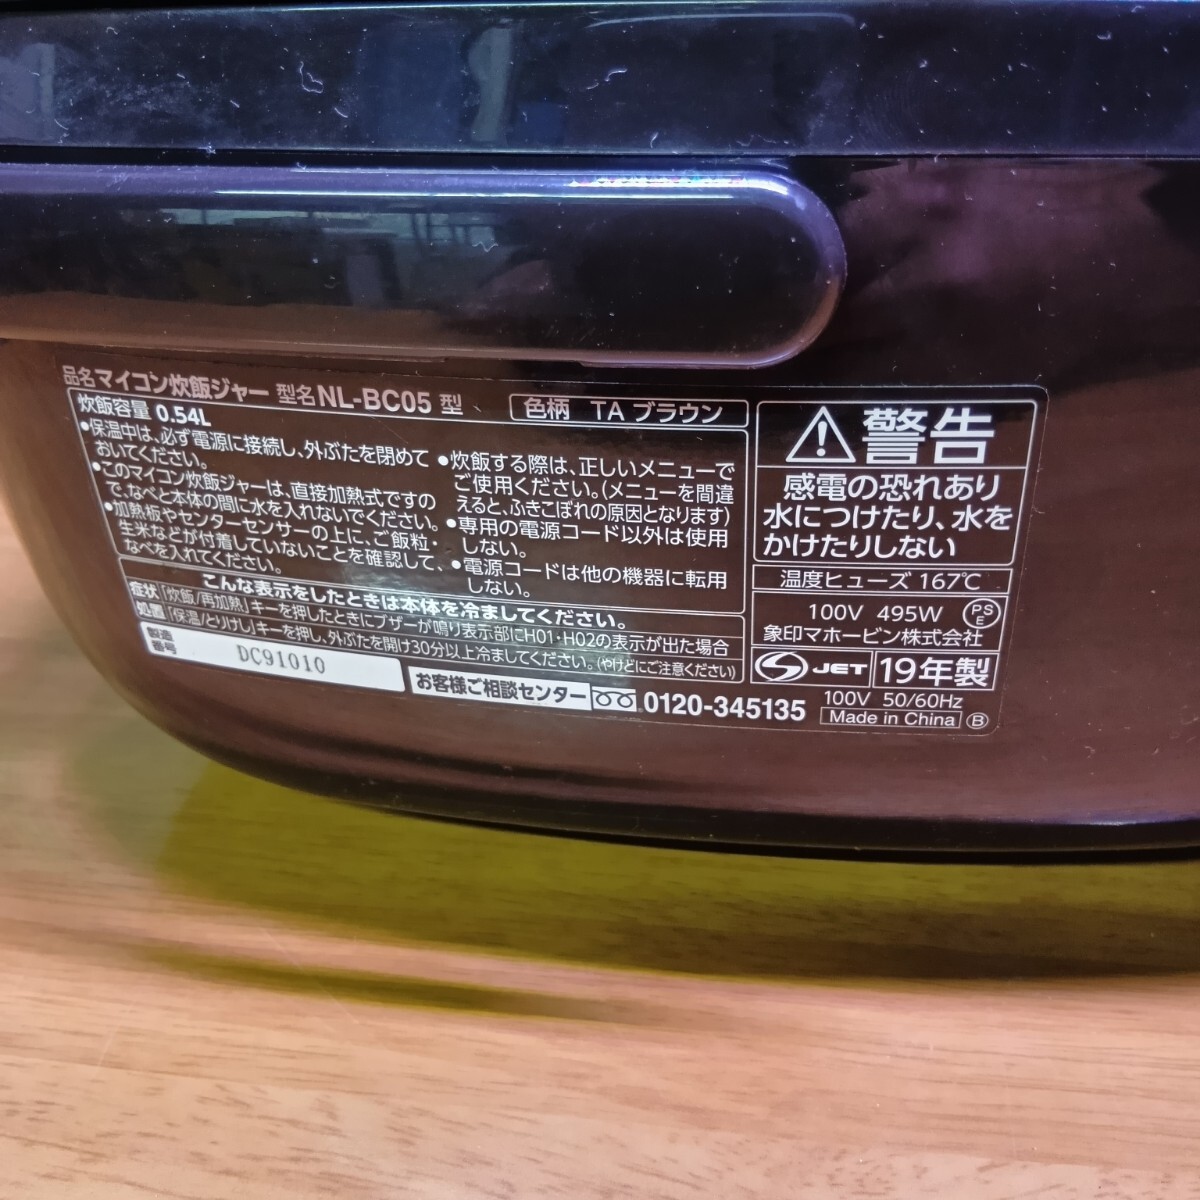 品名 マイコン炊飯ジャー 型名 NL-BC05 型
色柄 TA ブラウン
炊飯容量 0.54L
•保温中は、必ず電源に接続し、外ぶたを閉めて
おいてください。
•このマイコン炊飯ジャーは、直接加熱式ですの
で、なべと本体の間に水を入れないでください。
•加熱板やセンターセンサーの上に、ご飯粒・
生米などが付着していないことを確認して、
なべを入れてください。
•炊飯する際は、正しいメニューで
ご使用ください。(メニューを間違
えると、ふきこぼれの原因となります)
•専用の電源コード以外は使用
しない。
•電源コードは他の機器に転用
しない。
こんな表示をしたときは本体を冷ましてください。
症状 「炊飯/再加熱」キーを押したときにブザーが鳴り表示部にH01・H02の表示が出た場合
処置 「保温/とりけし」キーを押し、外ぶたを開け30分以上冷ましてください。(やけどにご注意ください)
製造
番号
DC91010
お客様ご相談センター 0120-345135
警告
感電の恐れあり
水につけたり、水を
かけたりしない
温度ヒューズ 167℃
100V 495W
PS
E
象印マホービン株式会社
JET 19年製
100V 50/60Hz
Made in China B